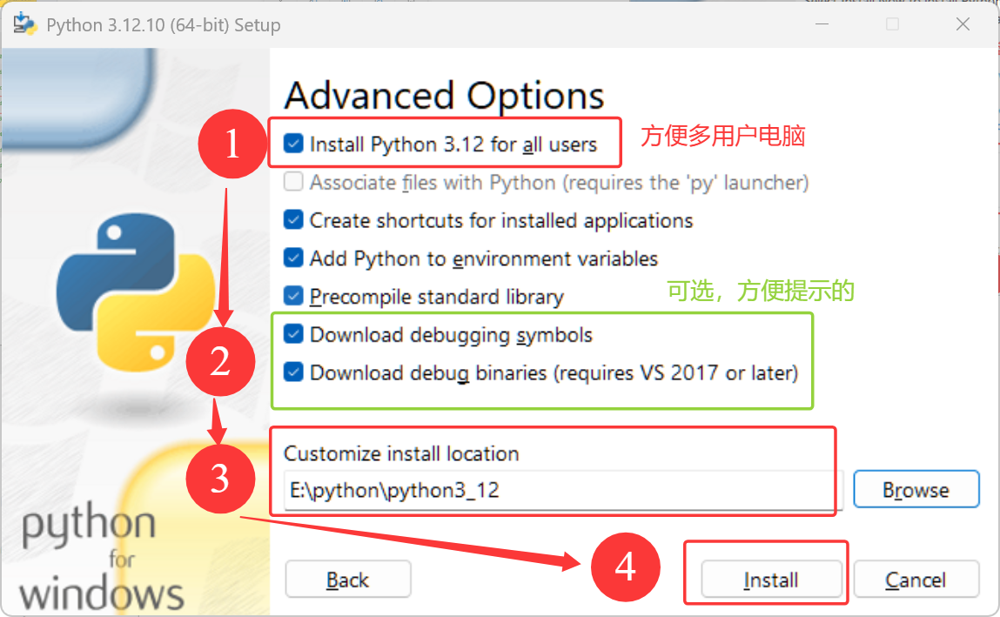 Python 3.12.10 (64-bit) Setup
Advanced Options
1
Install Python 3.12 for all users
方便多用户电脑
Associate files with Python (requires the 'py' launcher)
Create shortcuts for installed applications
Add Python to environment variables
Precompile standard library
可选，方便提示的
2
Download debugging symbols
Download debug binaries (requires VS 2017 or later)
3
Customize install location
E:\python\python3_12
Browse
python
for
windows
4
Back
Install
Cancel